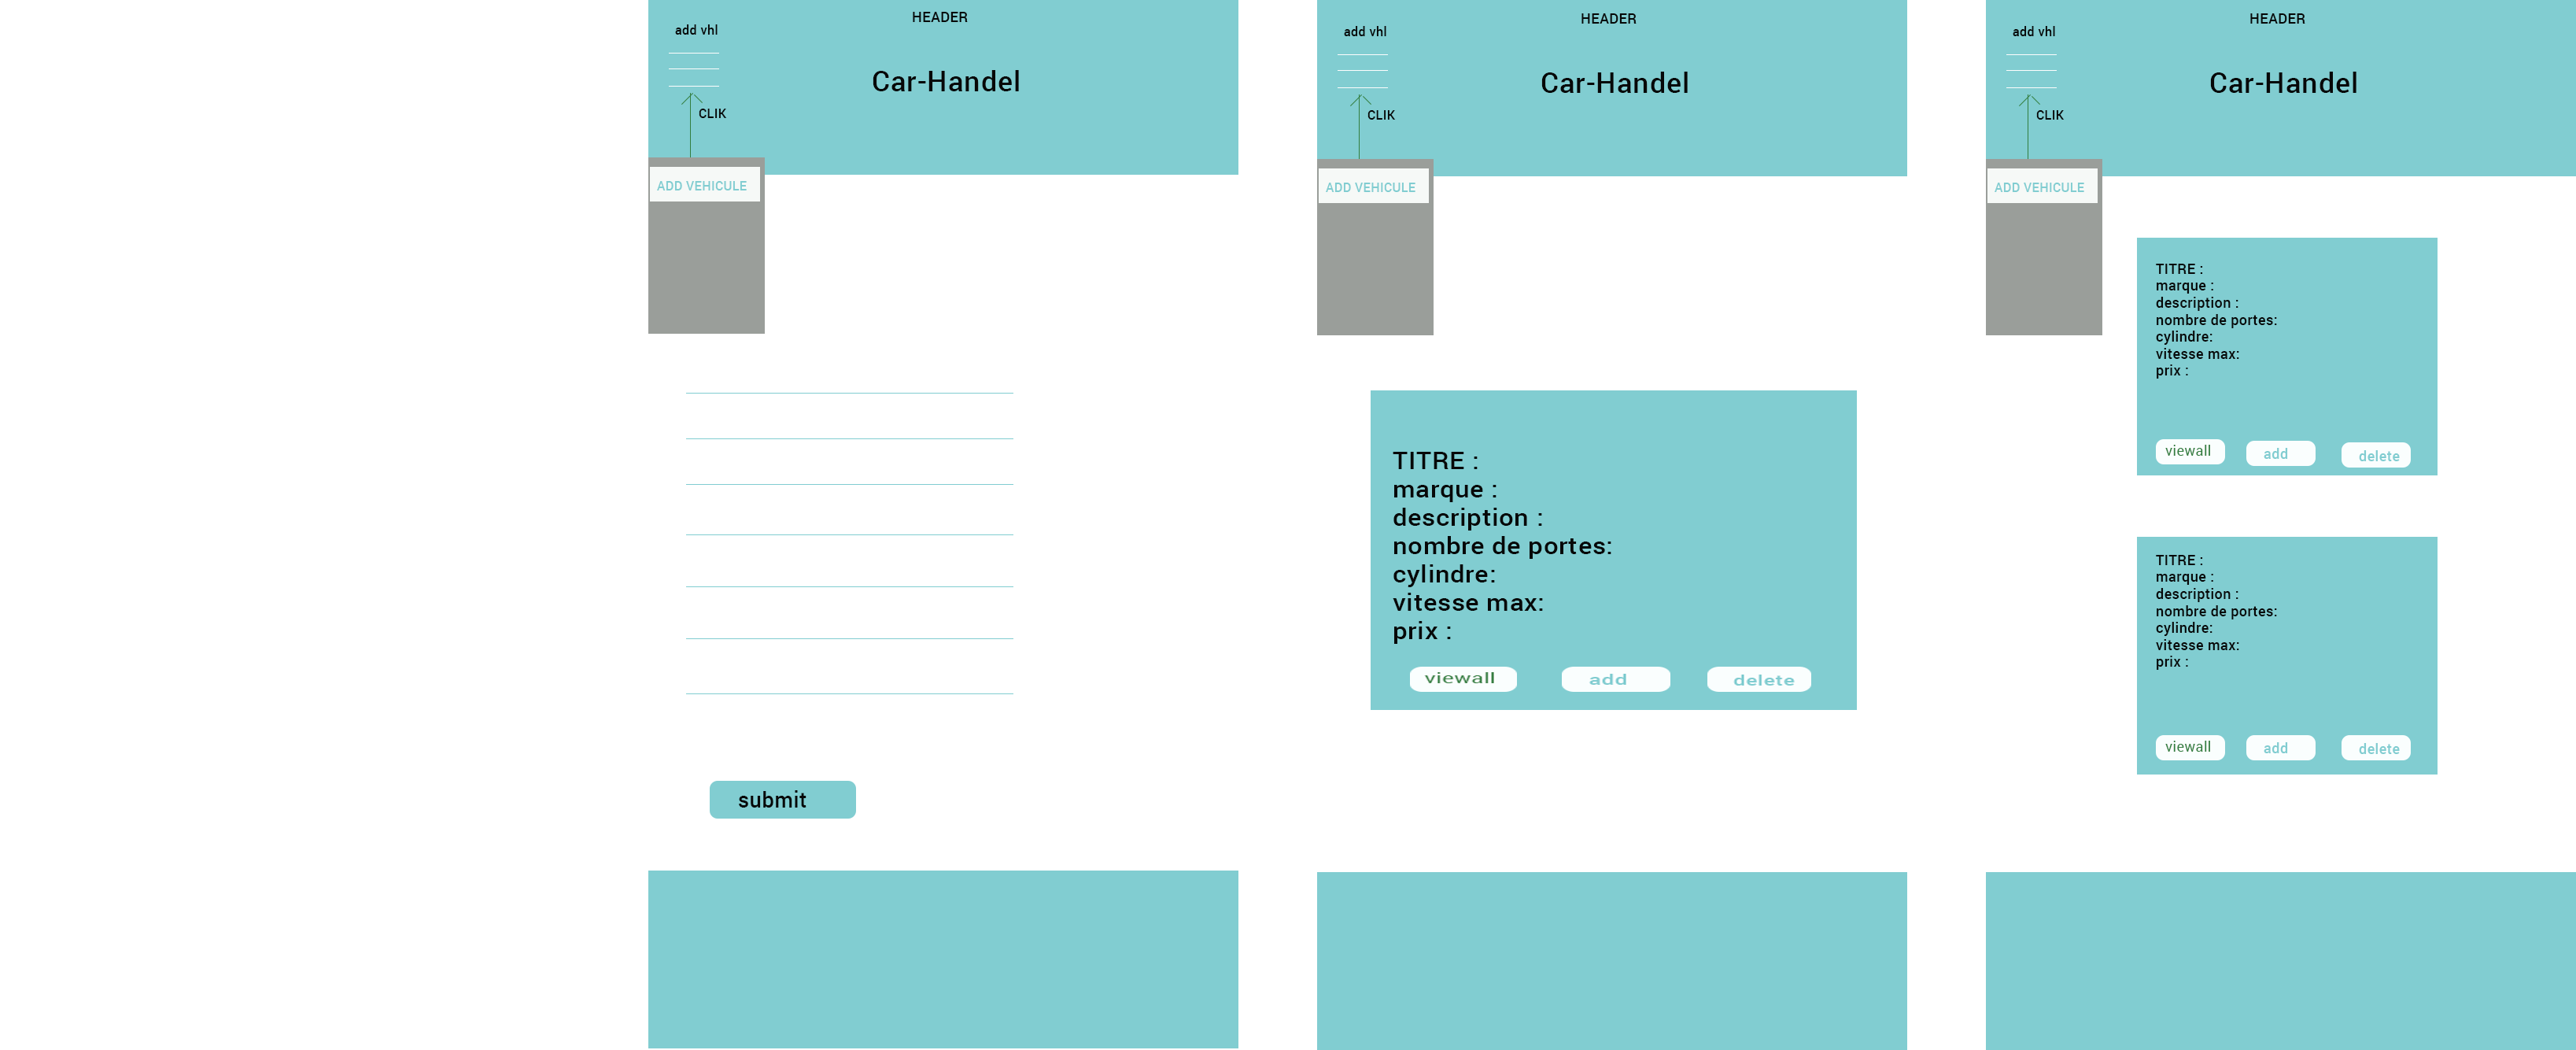 HEADER
add vhl
Car-Handel
CLIK
ADD VEHICULE
submit
HEADER
add vhl
Car-Handel
CLIK
ADD VEHICULE
TITRE :
marque :
description :
nombre de portes:
cylindre:
vitesse max:
prix :
viewall
add
delete
HEADER
add vhl
Car-Handel
CLIK
ADD VEHICULE
TITRE :
marque :
description :
nombre de portes:
cylindre:
vitesse max:
prix :
viewall
add
delete
TITRE :
marque :
description :
nombre de portes:
cylindre:
vitesse max:
prix :
viewall
add
delete